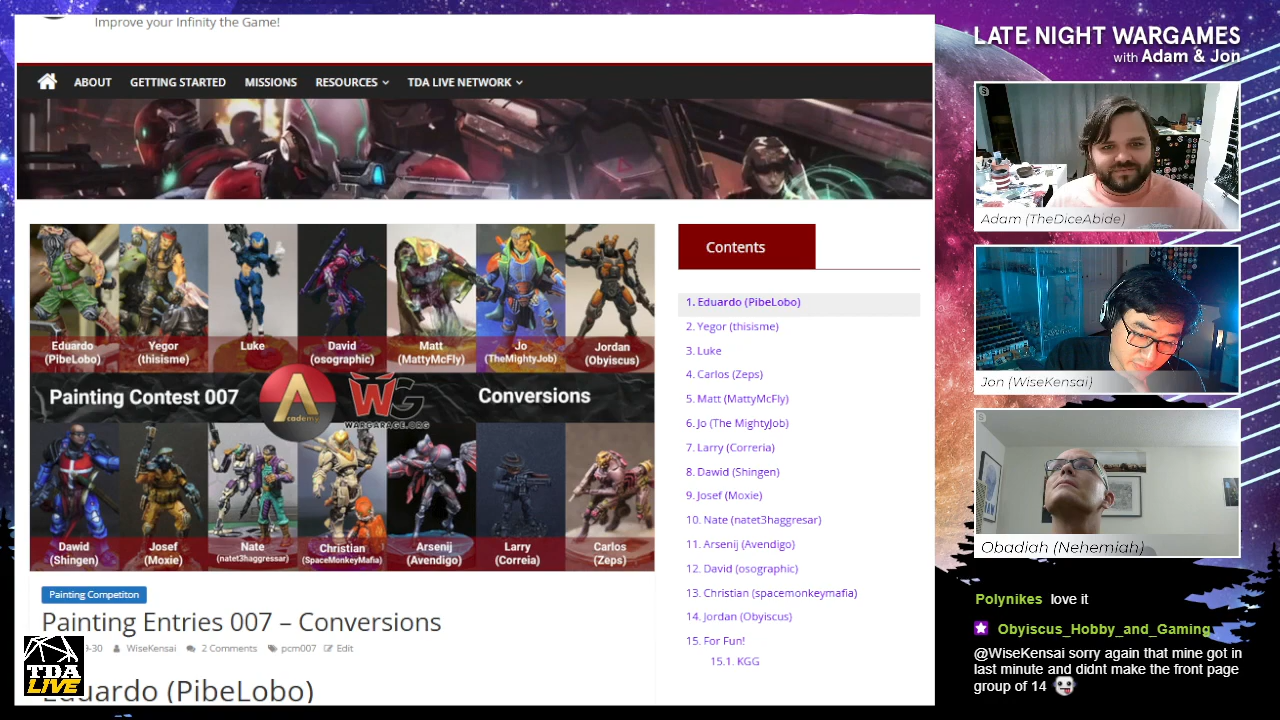 Improve your Infinity the Game!
ABOUT GETTING STARTED MISSIONS RESOURCES TDA LIVE NETWORK
Eduardo (PibeLobo)
Yegor (thisisme)
Luke
David (osographic)
Matt (MattyMcFly)
Jo (TheMightyJob)
Jordan (Obyiscus)
Painting Contest 007
Academy
WG
WARGARAGE.ORG
Conversions
Dawid (Shingen)
Josef (Moxie)
Nate (natet3haggressar)
Christian (SpaceMonkeyMafia)
Arsenij (Avendigo)
Larry (Correia)
Carlos (Zeps)
Painting Competiton
Painting Entries 007 – Conversions
9-30 WiseKensai 2 Comments pcm007 Edit
Eduardo (PibeLobo)
TDA
LIVE
Contents
1. Eduardo (PibeLobo)
2. Yegor (thisisme)
3. Luke
4. Carlos (Zeps)
5. Matt (MattyMcFly)
6. Jo (The MightyJob)
7. Larry (Correria)
8. Dawid (Shingen)
9. Josef (Moxie)
10. Nate (natet3haggresar)
11. Arsenij (Avendigo)
12. David (osographic)
13. Christian (spacemonkeymafia)
14. Jordan (Obyiscus)
15. For Fun!
15.1. KGG
LATE NIGHT WARGAMES
with Adam & Jon
Adam (TheDiceAbide)
Jon (WiseKensai)
Obadiah (Nehemiah)
Polynikes love it
Obyiscus_Hobby_and_Gaming
@WiseKensai sorry again that mine got in
last minute and didnt make the front page
group of 14